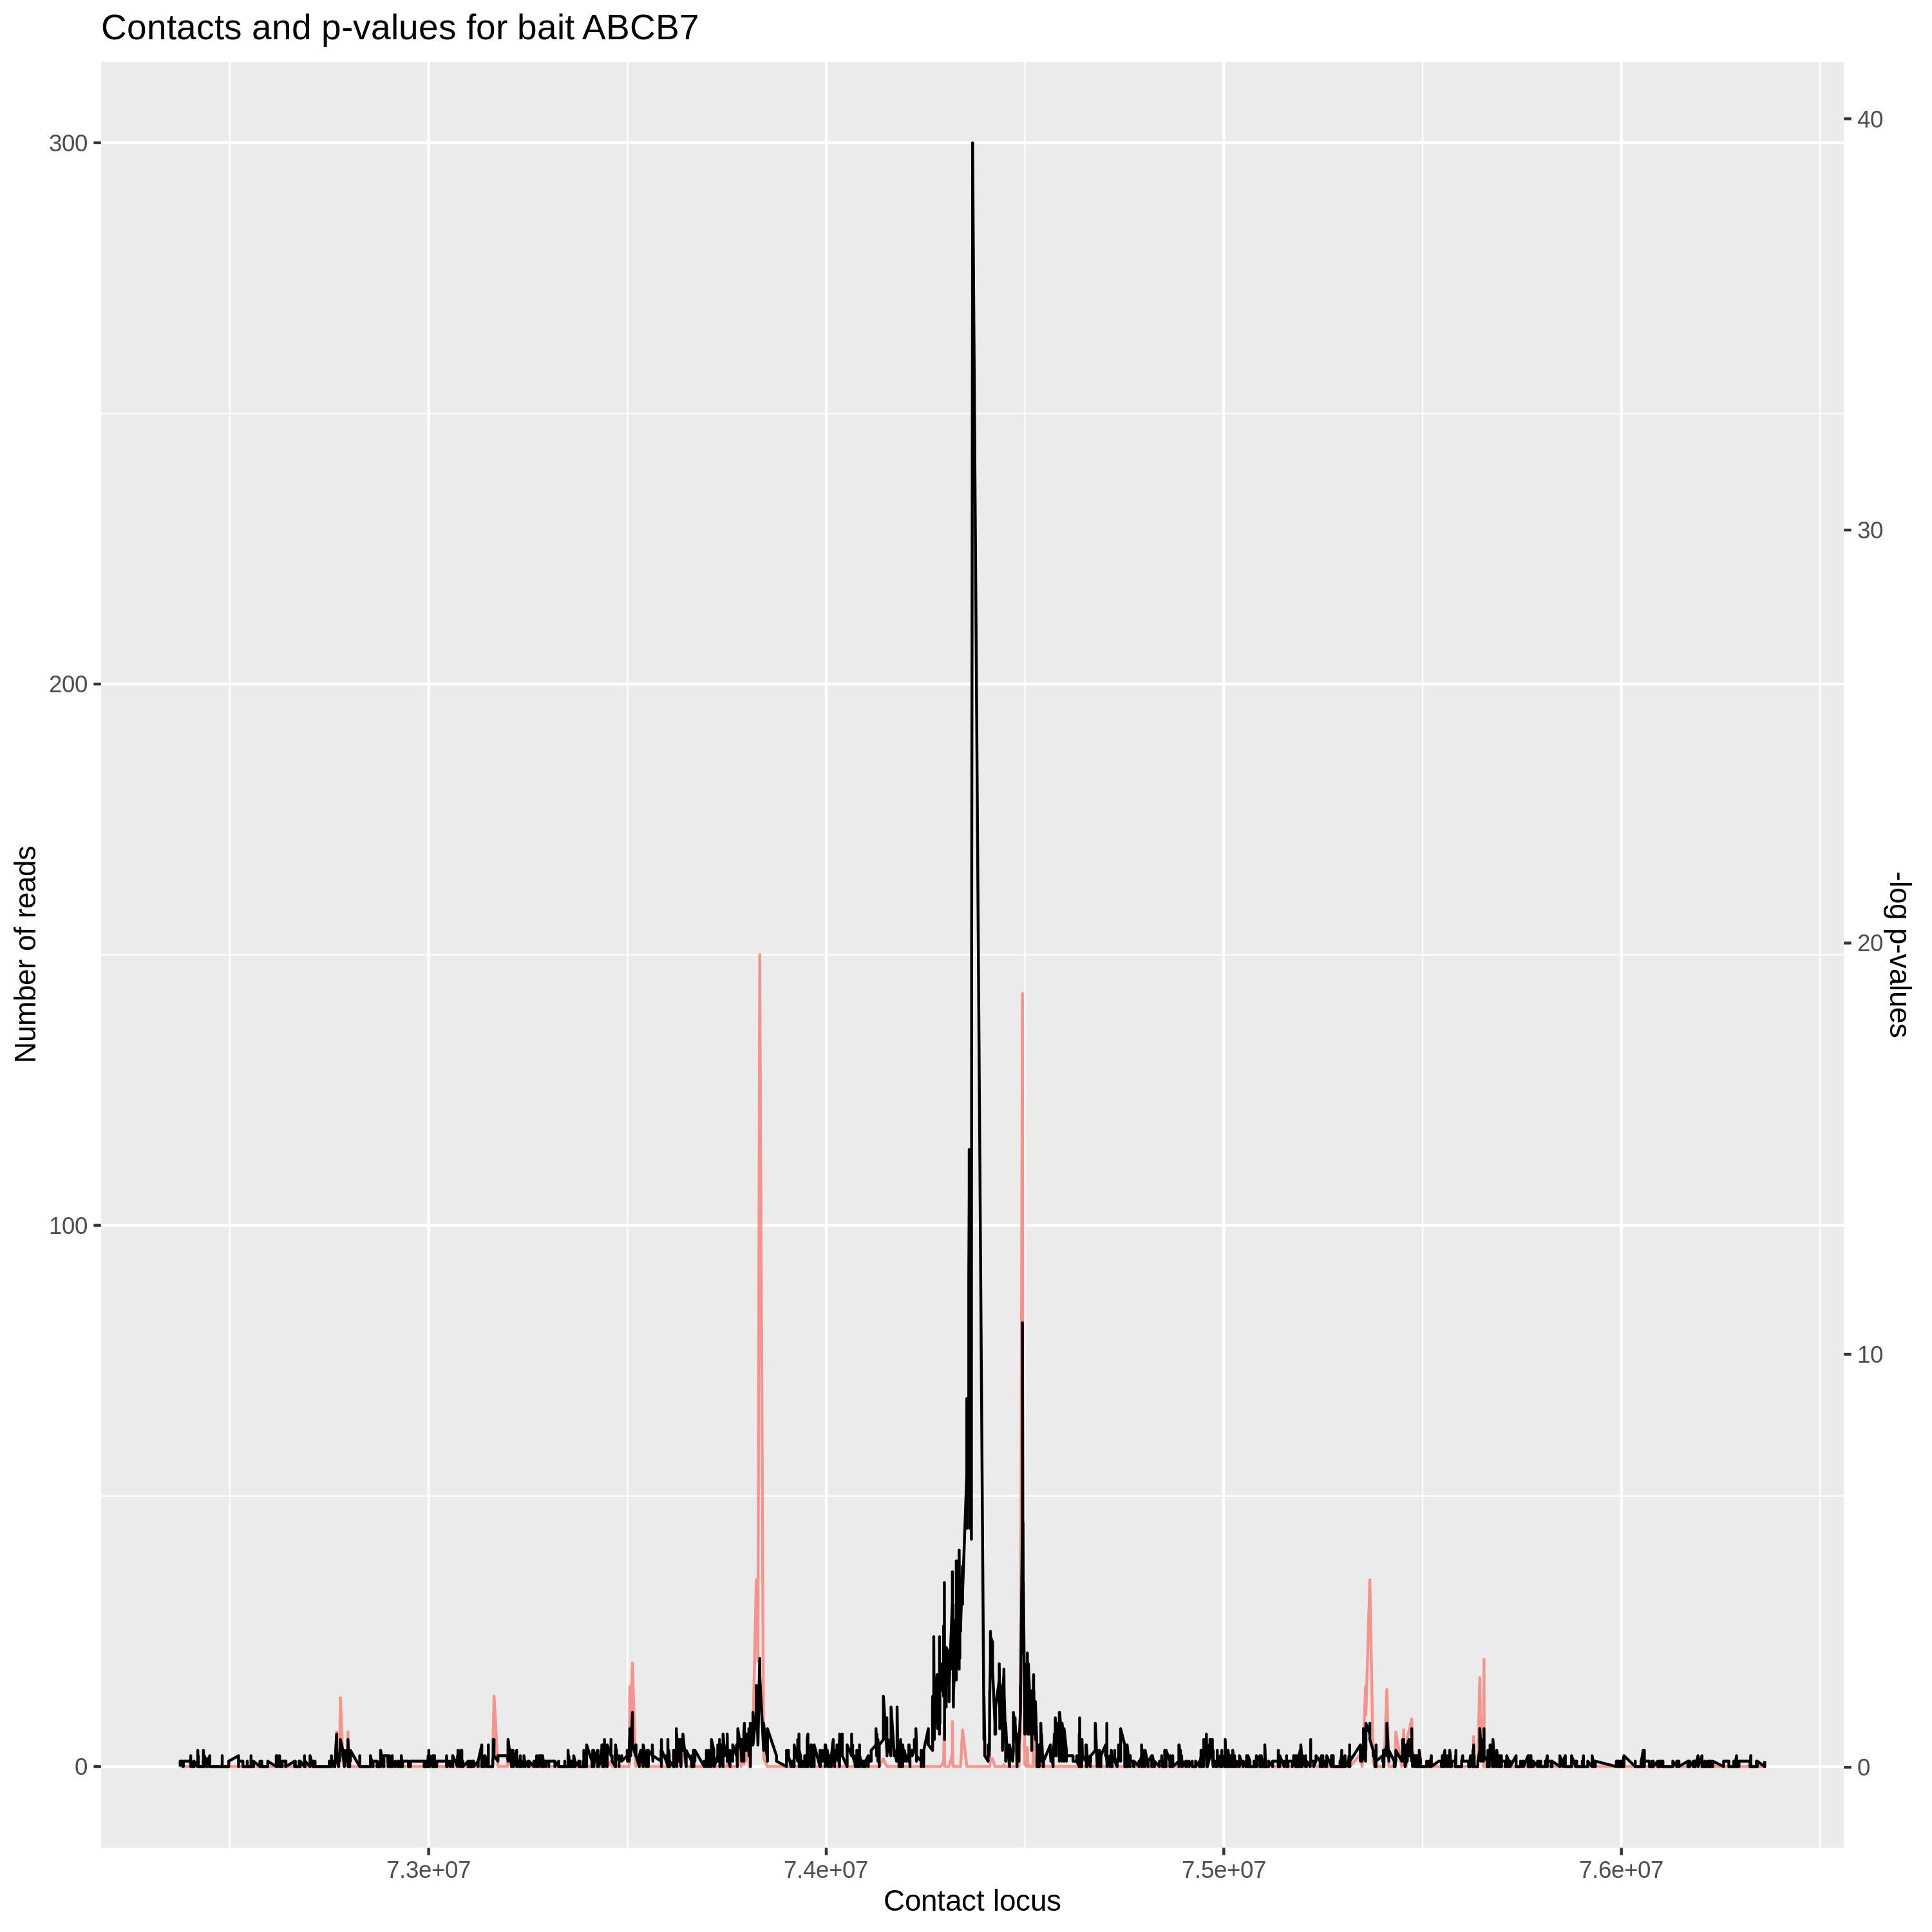 Contacts and p-values for bait ABCB7
300
200
100
0
40
30
20
10
0
Number of reads
-log p-values
7.3e+07
7.4e+07
7.5e+07
7.6e+07
Contact locus